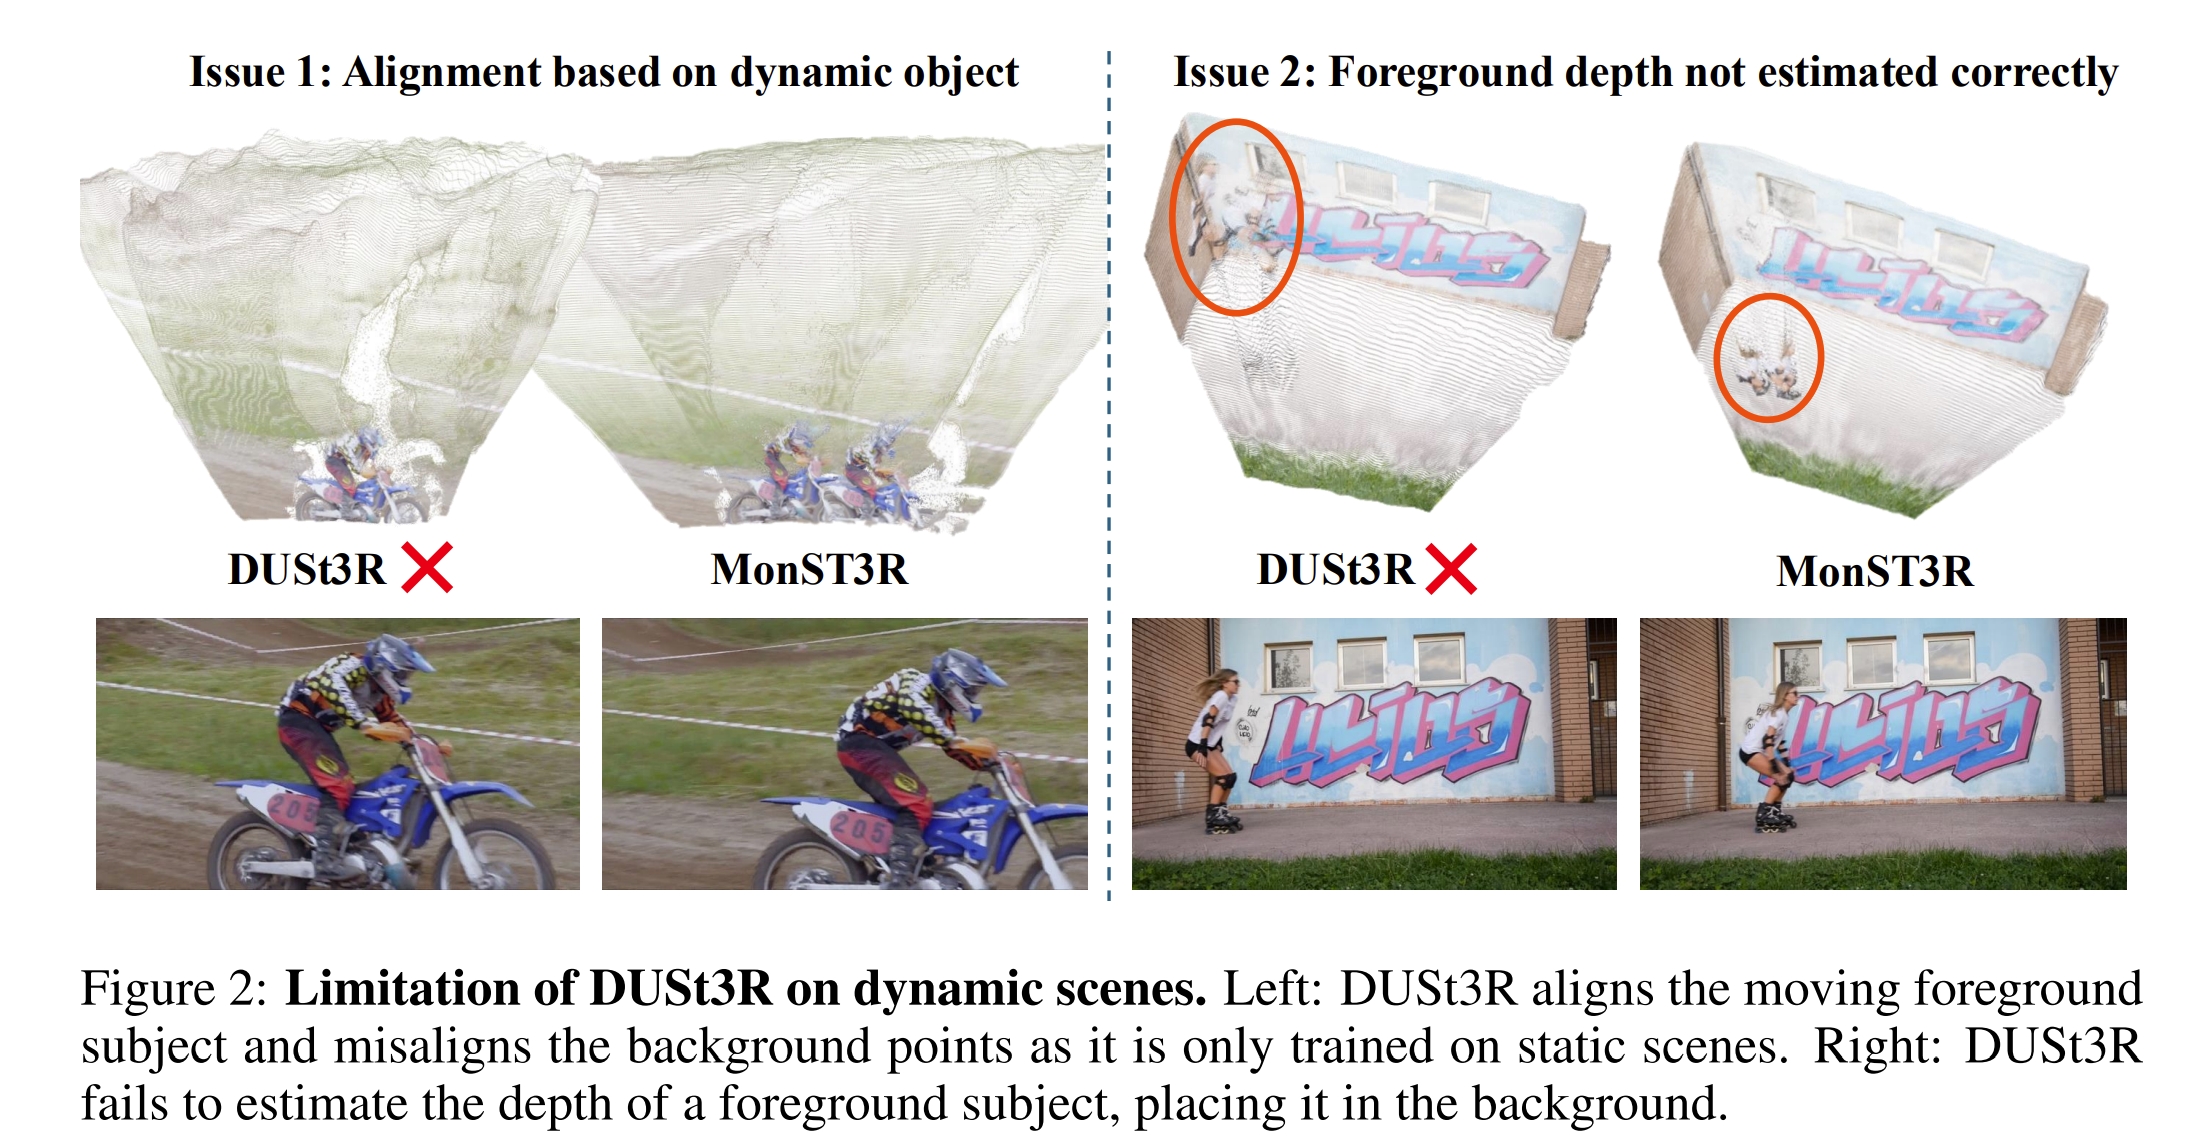 Issue 1: Alignment based on dynamic object
Issue 2: Foreground depth not estimated correctly
DUSt3R
MonST3R
DUSt3R
MonST3R
205
205
Figure 2: Limitation of DUSt3R on dynamic scenes. Left: DUSt3R aligns the moving foreground
subject and misaligns the background points as it is only trained on static scenes. Right: DUSt3R
fails to estimate the depth of a foreground subject, placing it in the background.